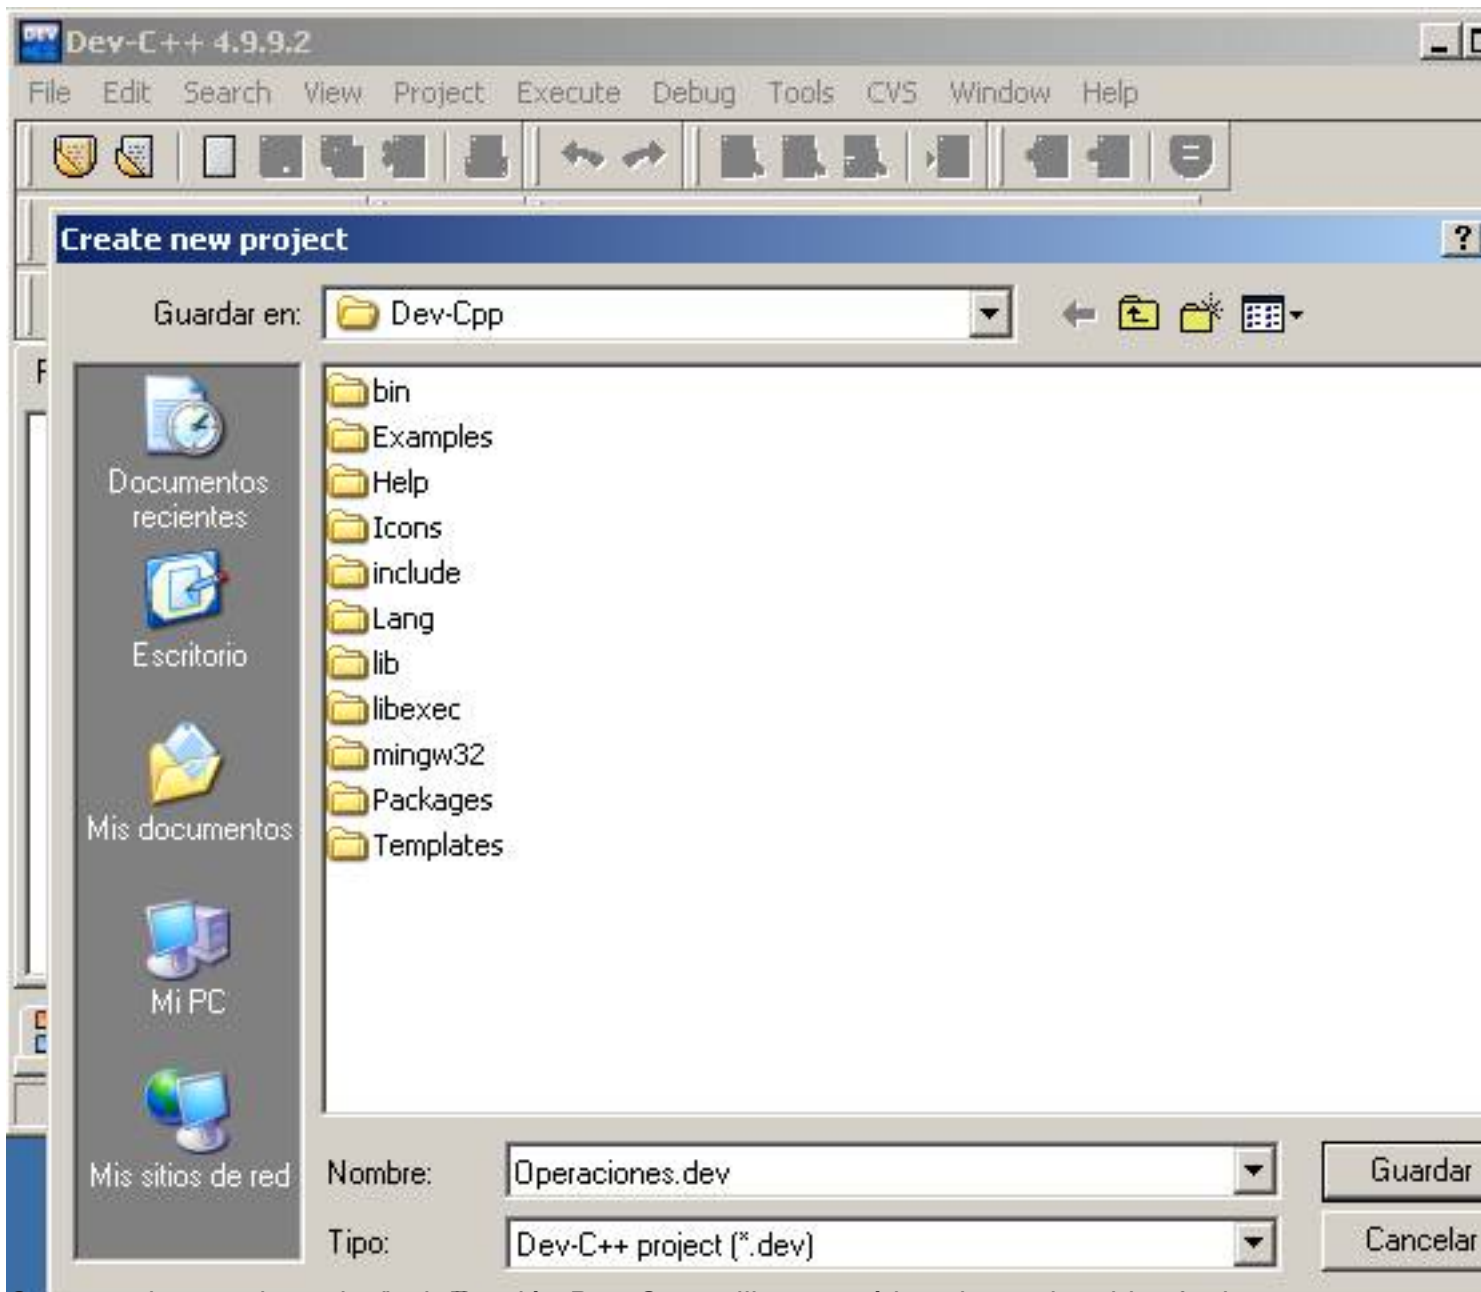 Dev-C++ 4.9.9.2
File Edit Search View Project Execute Debug Tools CVS Window Help
Create new project
Guardar en: Dev-Cpp
Documentos recientes
Escritorio
Mis documentos
Mi PC
Mis sitios de red
bin
Examples
Help
Icons
include
Lang
lib
libexec
mingw32
Packages
Templates
Nombre: Operaciones.dev
Guardar
Tipo: Dev-C++ project (*.dev)
Cancelar